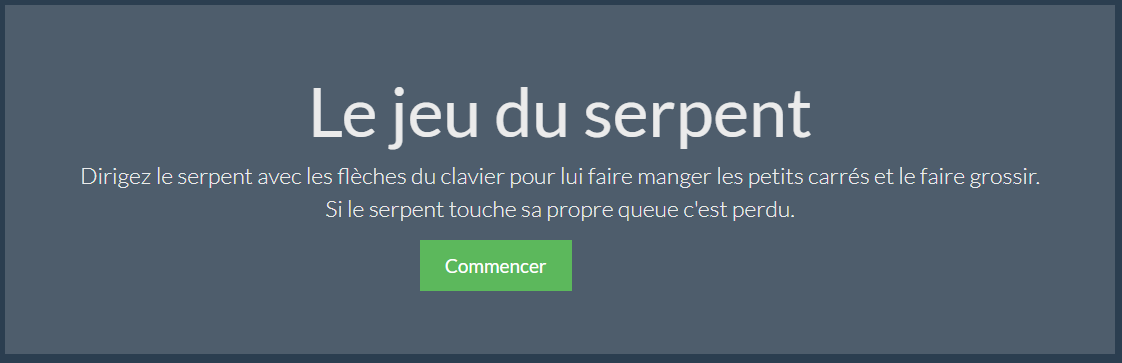 Le jeu du serpent
Dirigez le serpent avec les flèches du clavier pour lui faire manger les petits carrés et le faire grossir.
Si le serpent touche sa propre queue c'est perdu.
Commencer